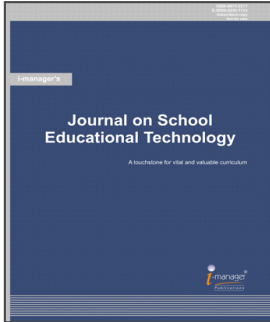 i-manager's
Journal on School
Educational Technology
A touchstone for vital and valuable curriculum
i-manager
Publications